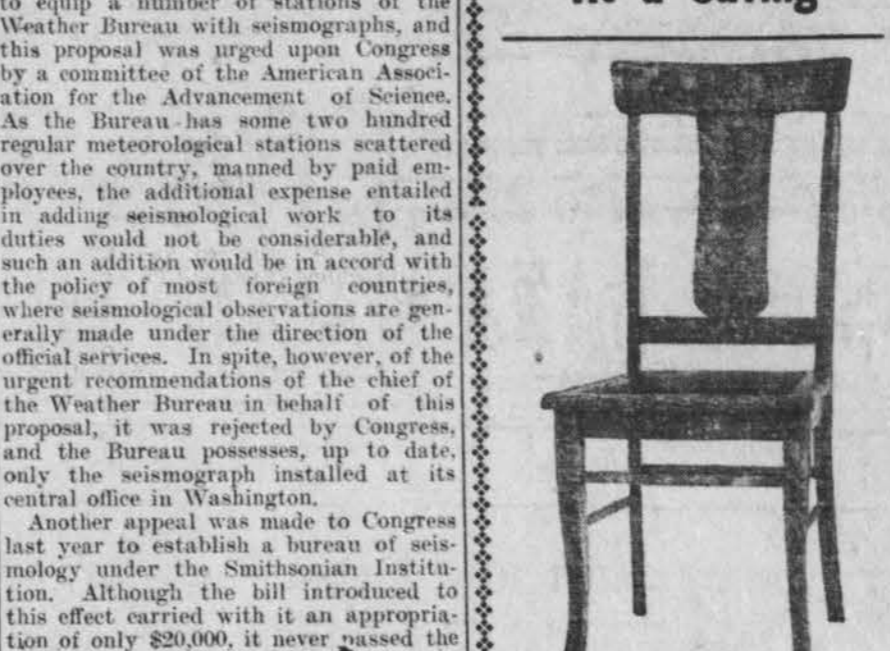 to equip a number of stations of the
Weather Bureau with seismographs, and
this proposal was urged upon Congress
by a committee of the American Associ-
ation for the Advancement of Science.
As the Bureau has some two hundred
regular meteorological stations scattered
over the country, manned by paid em-
ployees, the additional expense entailed
in adding seismological work to its
duties would not be considerable, and
such an addition would be in accord with
the policy of most foreign countries,
where seismological observations are gen-
erally made under the direction of the
official services. In spite, however, of the
urgent recommendations of the chief of
the Weather Bureau in behalf of this
proposal, it was rejected by Congress,
and the Bureau possesses, up to date,
only the seismograph installed at its
central office in Washington.
Another appeal was made to Congress
last year to establish a bureau of seis-
mology under the Smithsonian Institu-
tion. Although the bill introduced to
this effect carried with it an appropria-
tion of only $20,000, it never passed the
At a Saving